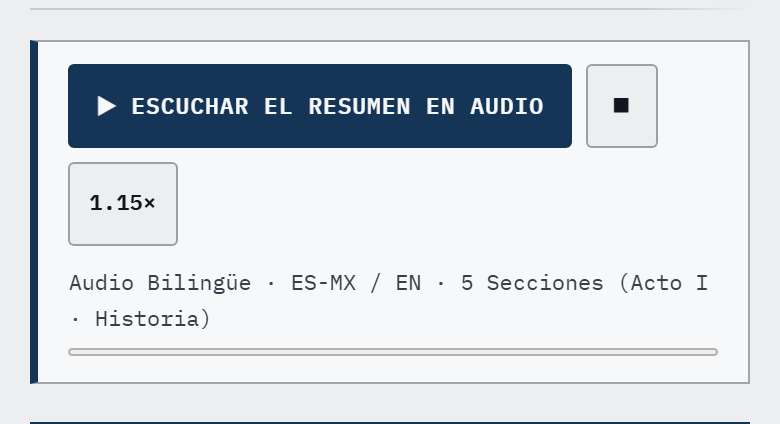 ▶ ESCUCHAR EL RESUMEN EN AUDIO
■
1.15×
Audio Bilingüe · ES-MX / EN · 5 Secciones (Acto I
· Historia)